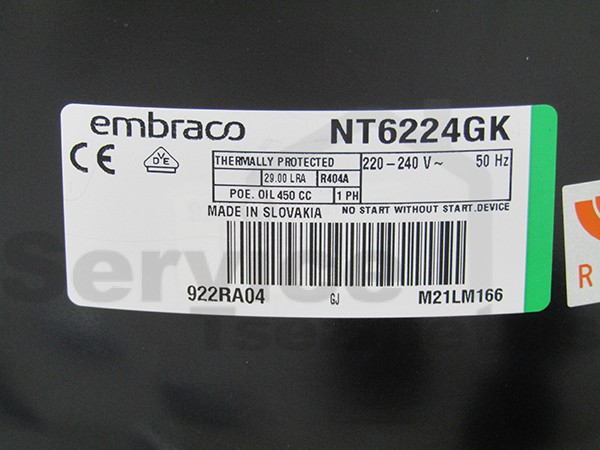 embraco NT6224GK
CE VDE
THERMALLY PROTECTED 220-240 V~ 50 Hz
29.00 LRA R404A
POE. OIL 450 CC 1 PH
MADE IN SLOVAKIA NO START WITHOUT START.DEVICE
922RA04 GJ M21LM166
R
Service